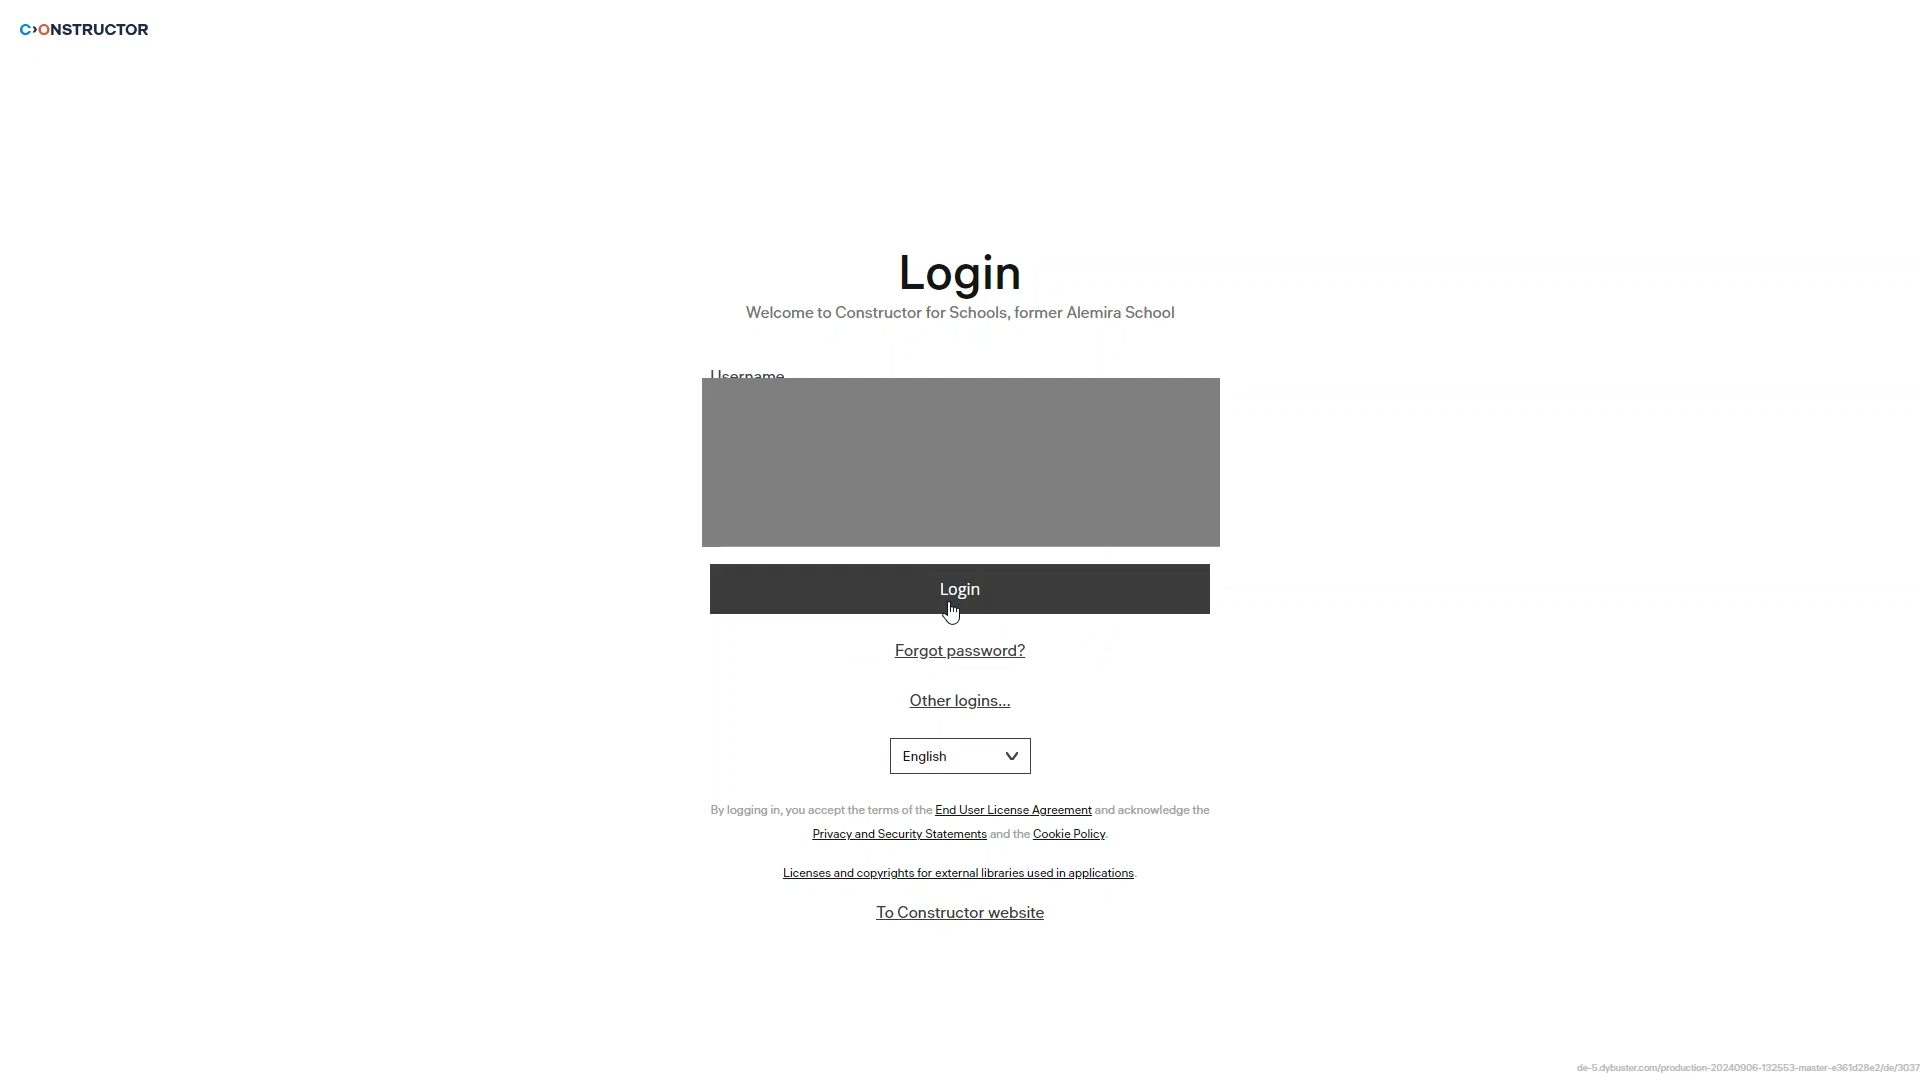 C›ONSTRUCTOR
Login
Welcome to Constructor for Schools, former Alemira School
Username
Login
Forgot password?
Other logins...
English
By logging in, you accept the terms of the End User License Agreement and acknowledge the
Privacy and Security Statements and the Cookie Policy.
Licenses and copyrights for external libraries used in applications.
To Constructor website
de-5.dybuster.com/production-20240906-132553-master-e361d28e2/de/3037